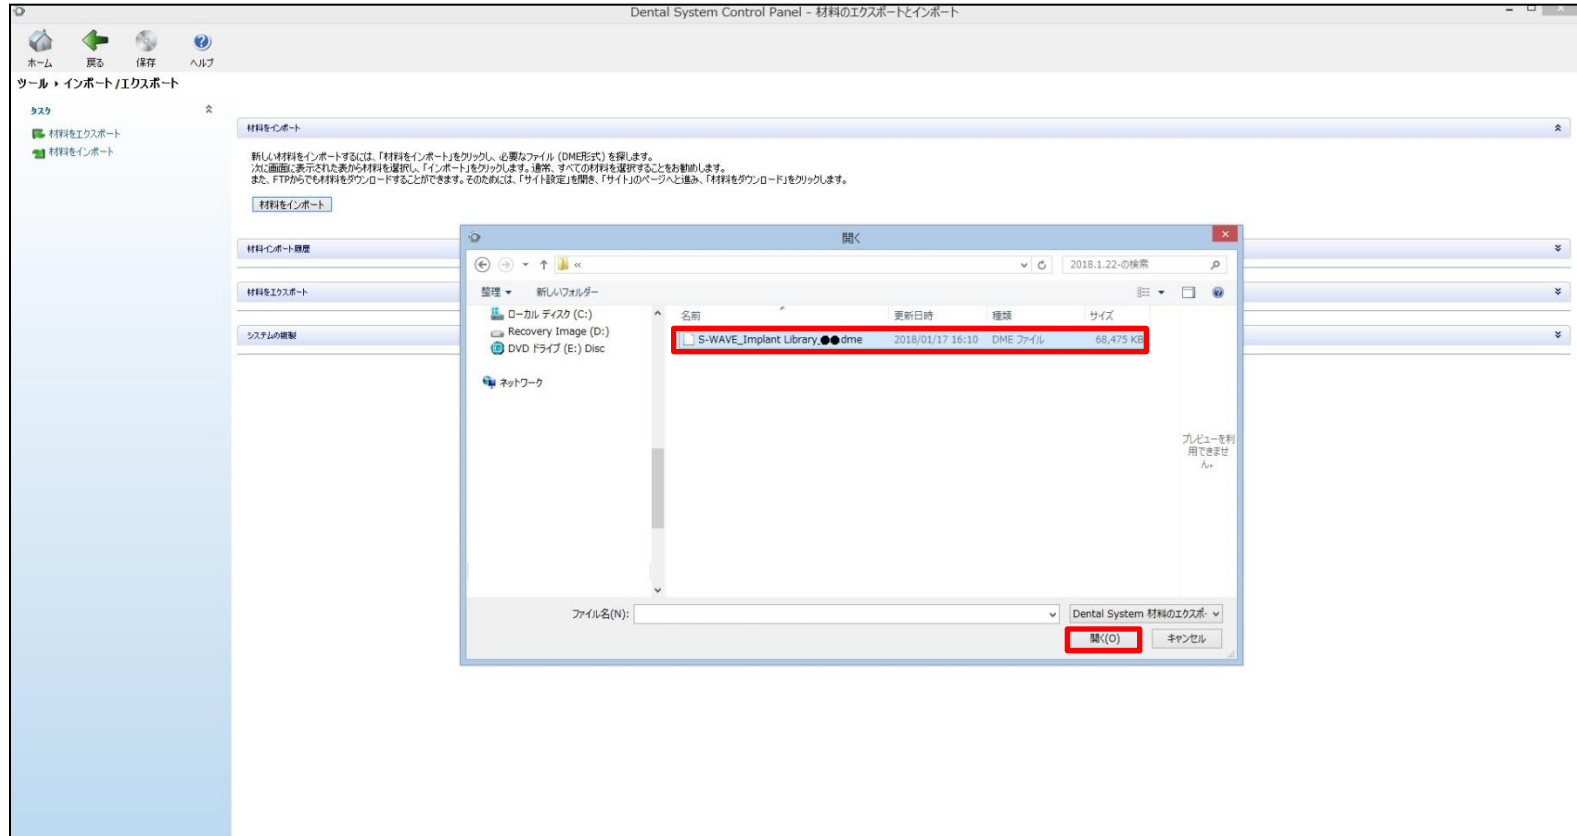 Dental System Control Panel - 材料のエクスポートとインポート
ホーム 戻る 保存 ヘルプ
ツール ▸ インポート/エクスポート
タスク
材料をエクスポート
材料をインポート
材料をインポート
新しい材料をインポートするには、「材料をインポート」をクリックし、必要なファイル (DME形式) を探します。
次に画面に表示された表から材料を選択し、「インポート」をクリックします。通常、すべての材料を選択することをお勧めします。
また、FTPからでも材料をダウンロードすることができます。そのためには、「サイト設定」を開き、「サイト」のページへと進み、「材料をダウンロード」をクリックします。
材料をインポート
材料インポート履歴
材料をエクスポート
システムの複製
開く
«
2018.1.22-の検索
整理 ▼ 新しいフォルダー
ローカル ディスク (C:)
Recovery Image (D:)
DVD ドライブ (E:) Disc
ネットワーク
名前 更新日時 種類 サイズ
S-WAVE_Implant Library_●●dme 2018/01/17 16:10 DME ファイル 68,475 KB
プレビューを利
用できませ
ん。
ファイル名(N):
Dental System 材料のエクスポ
開く(O) キャンセル